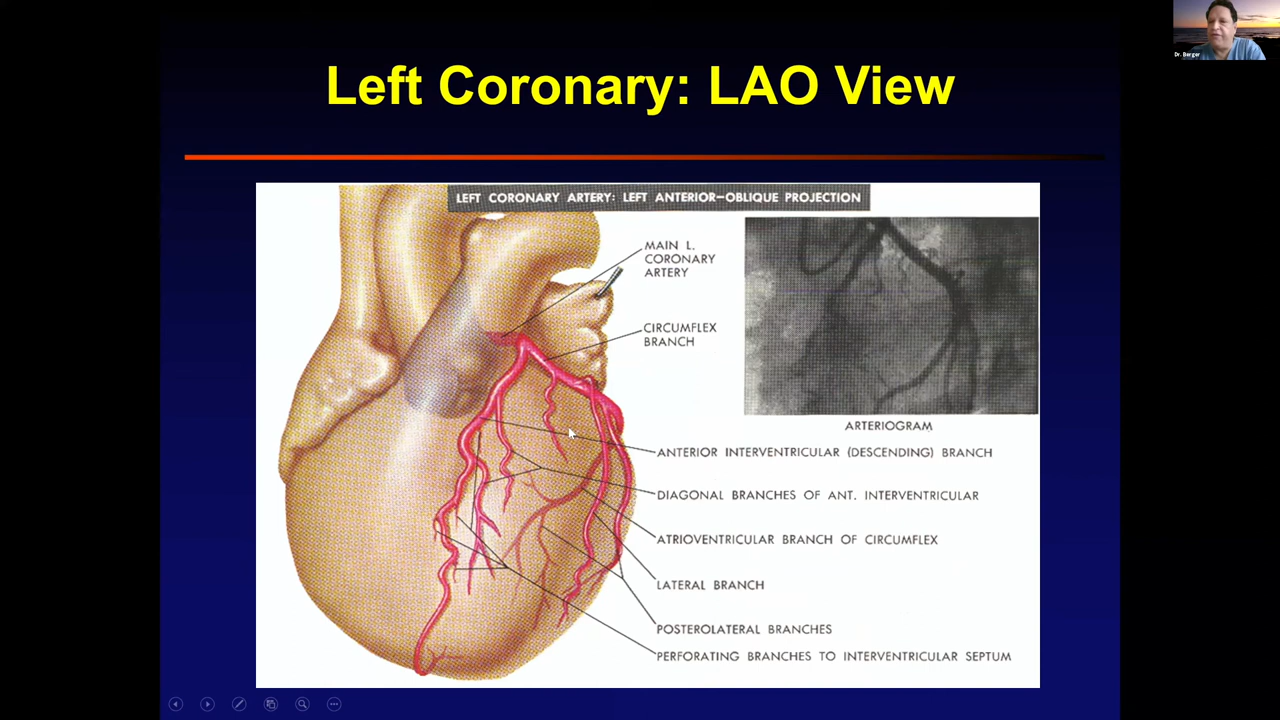 Left Coronary: LAO View
Dr. Berger
LEFT CORONARY ARTERY: LEFT ANTERIOR–OBLIQUE PROJECTION
MAIN L.
CORONARY
ARTERY
CIRCUMFLEX
BRANCH
ARTERIOGRAM
ANTERIOR INTERVENTRICULAR (DESCENDING) BRANCH
DIAGONAL BRANCHES OF ANT. INTERVENTRICULAR
ATRIOVENTRICULAR BRANCH OF CIRCUMFLEX
LATERAL BRANCH
POSTEROLATERAL BRANCHES
PERFORATING BRANCHES TO INTERVENTRICULAR SEPTUM